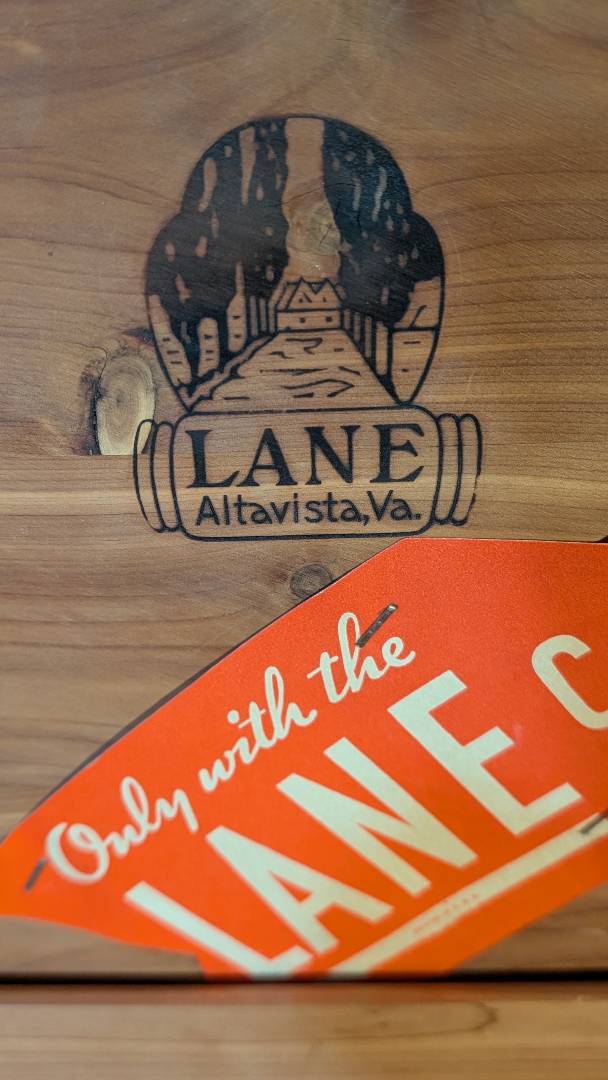 LANE
Altavista, Va.
Only with the
LANE C